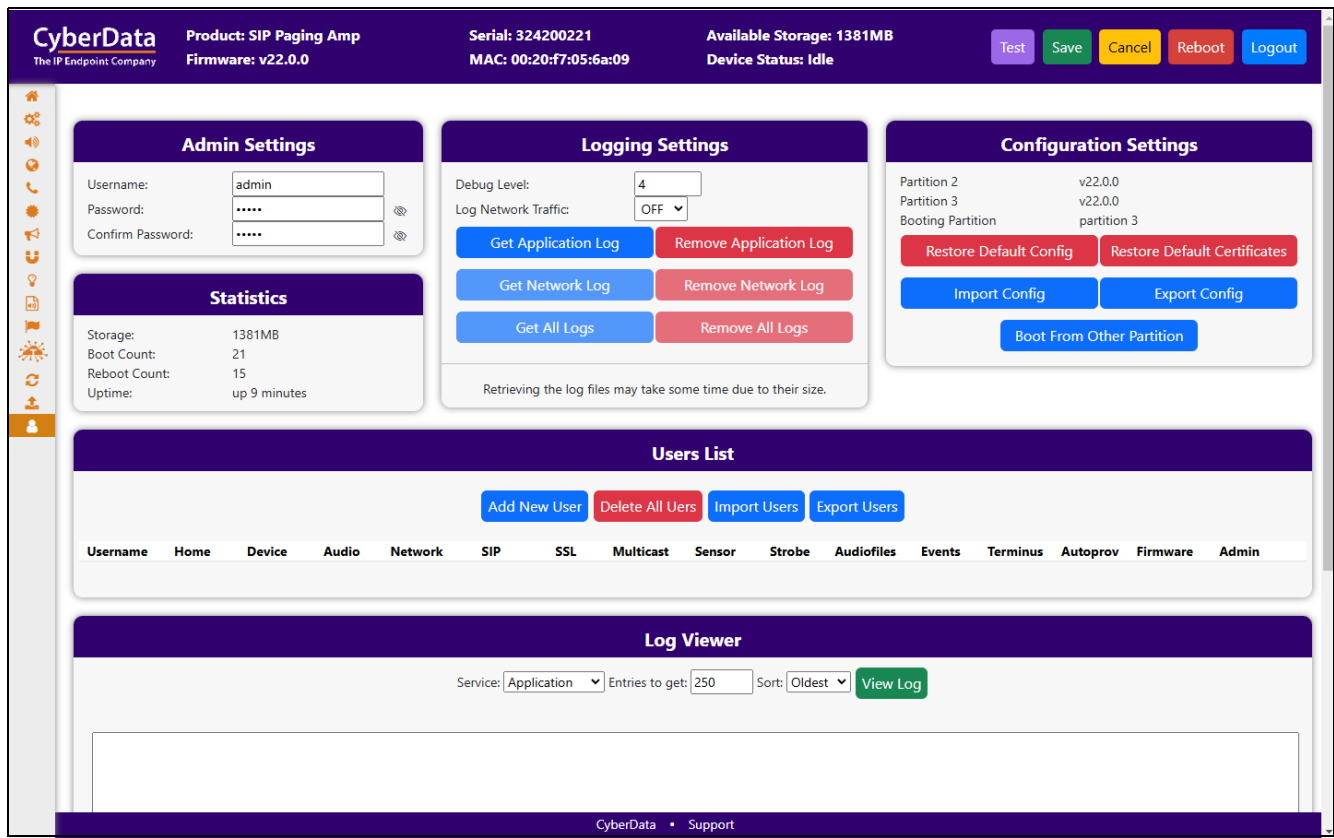 CyberData
The IP Endpoint Company
Product: SIP Paging Amp
Firmware: v22.0.0
Serial: 324200221
MAC: 00:20:f7:05:6a:09
Available Storage: 1381MB
Device Status: Idle
Test Save Cancel Reboot Logout
Admin Settings
Username: admin
Password: •••••
Confirm Password: •••••
Statistics
Storage: 1381MB
Boot Count: 21
Reboot Count: 15
Uptime: up 9 minutes
Logging Settings
Debug Level: 4
Log Network Traffic: OFF
Get Application Log Remove Application Log
Get Network Log Remove Network Log
Get All Logs Remove All Logs
Retrieving the log files may take some time due to their size.
Configuration Settings
Partition 2 v22.0.0
Partition 3 v22.0.0
Booting Partition partition 3
Restore Default Config Restore Default Certificates
Import Config Export Config
Boot From Other Partition
Users List
Add New User Delete All Uers Import Users Export Users
Username Home Device Audio Network SIP SSL Multicast Sensor Strobe Audiofiles Events Terminus Autoprov Firmware Admin
Log Viewer
Service: Application Entries to get: 250 Sort: Oldest View Log
CyberData • Support